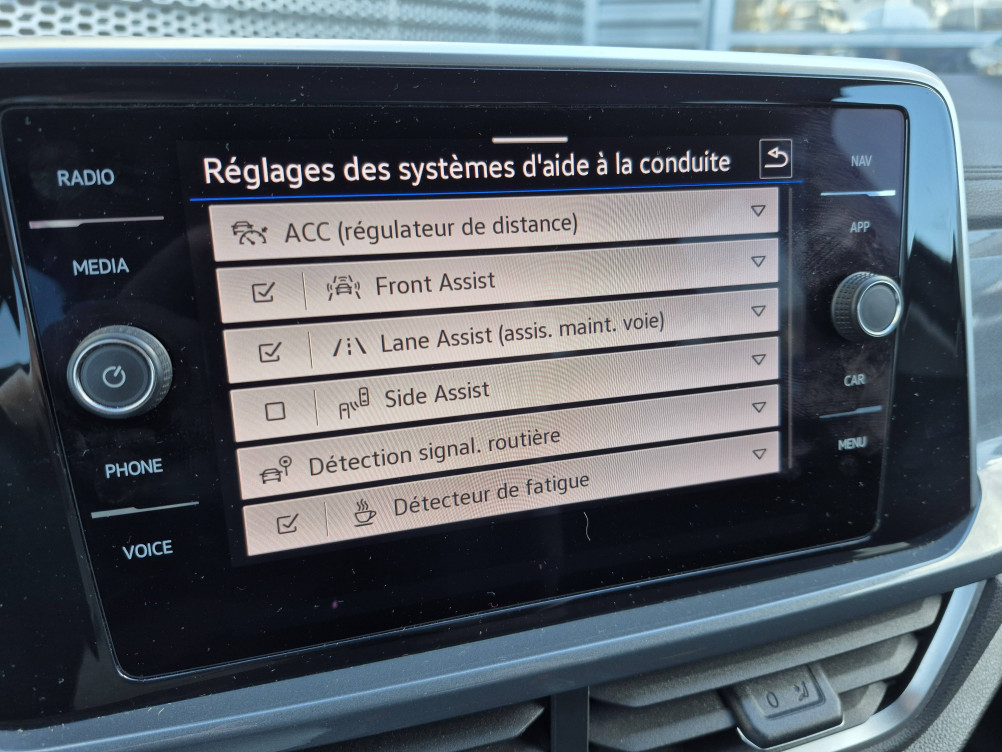 RADIO
MEDIA
PHONE
VOICE
Réglages des systèmes d'aide à la conduite
ACC (régulateur de distance)
Front Assist
Lane Assist (assis. maint. voie)
Side Assist
Détection signal. routière
Détecteur de fatigue
NAV
APP
CAR
MENU
0